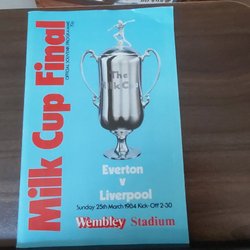 Milk Cup Final
OFFICIAL SOUVENIR PROGRAMME
The
Milk Cup
Everton
v
Liverpool
Sunday 25th March 1984 Kick-Off 2·30
Wembley Stadium